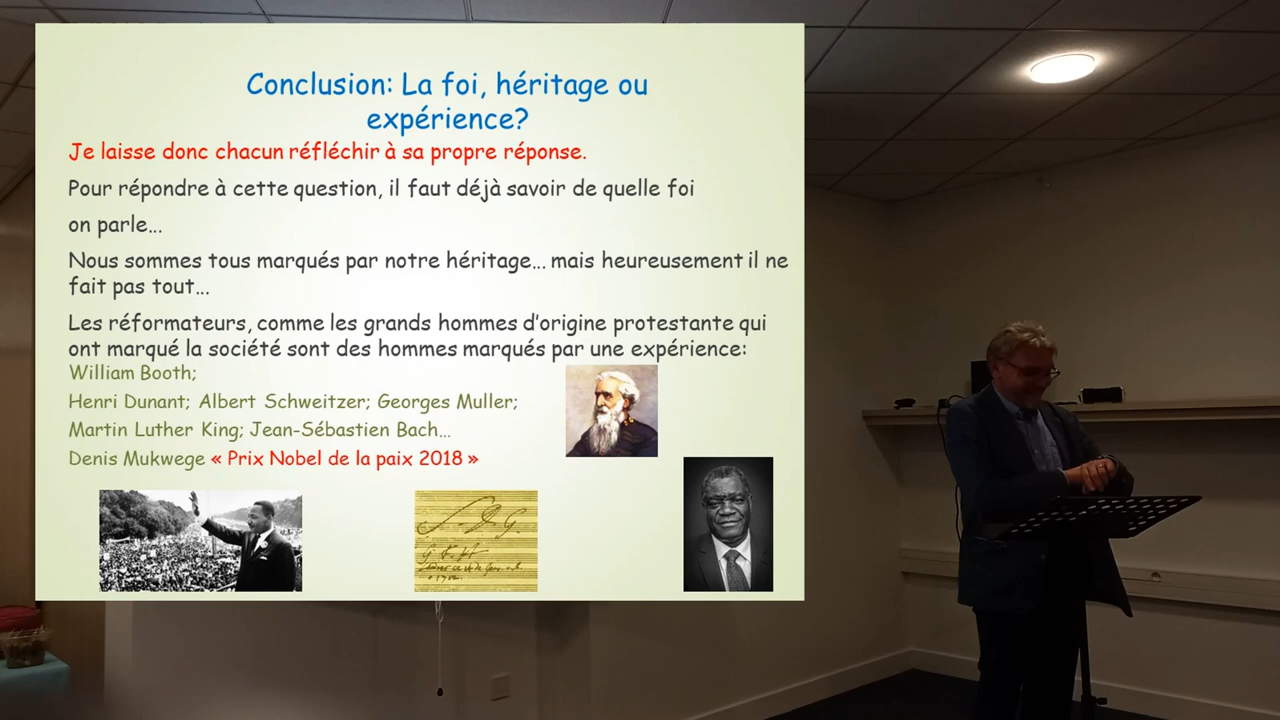 Conclusion: La foi, héritage ou
expérience?
Je laisse donc chacun réfléchir à sa propre réponse.
Pour répondre à cette question, il faut déjà savoir de quelle foi
on parle...
Nous sommes tous marqués par notre héritage... mais heureusement il ne
fait pas tout...
Les réformateurs, comme les grands hommes d'origine protestante qui
ont marqué la société sont des hommes marqués par une expérience:
William Booth;
Henri Dunant; Albert Schweitzer; Georges Muller;
Martin Luther King; Jean-Sébastien Bach...
Denis Mukwege « Prix Nobel de la paix 2018 »